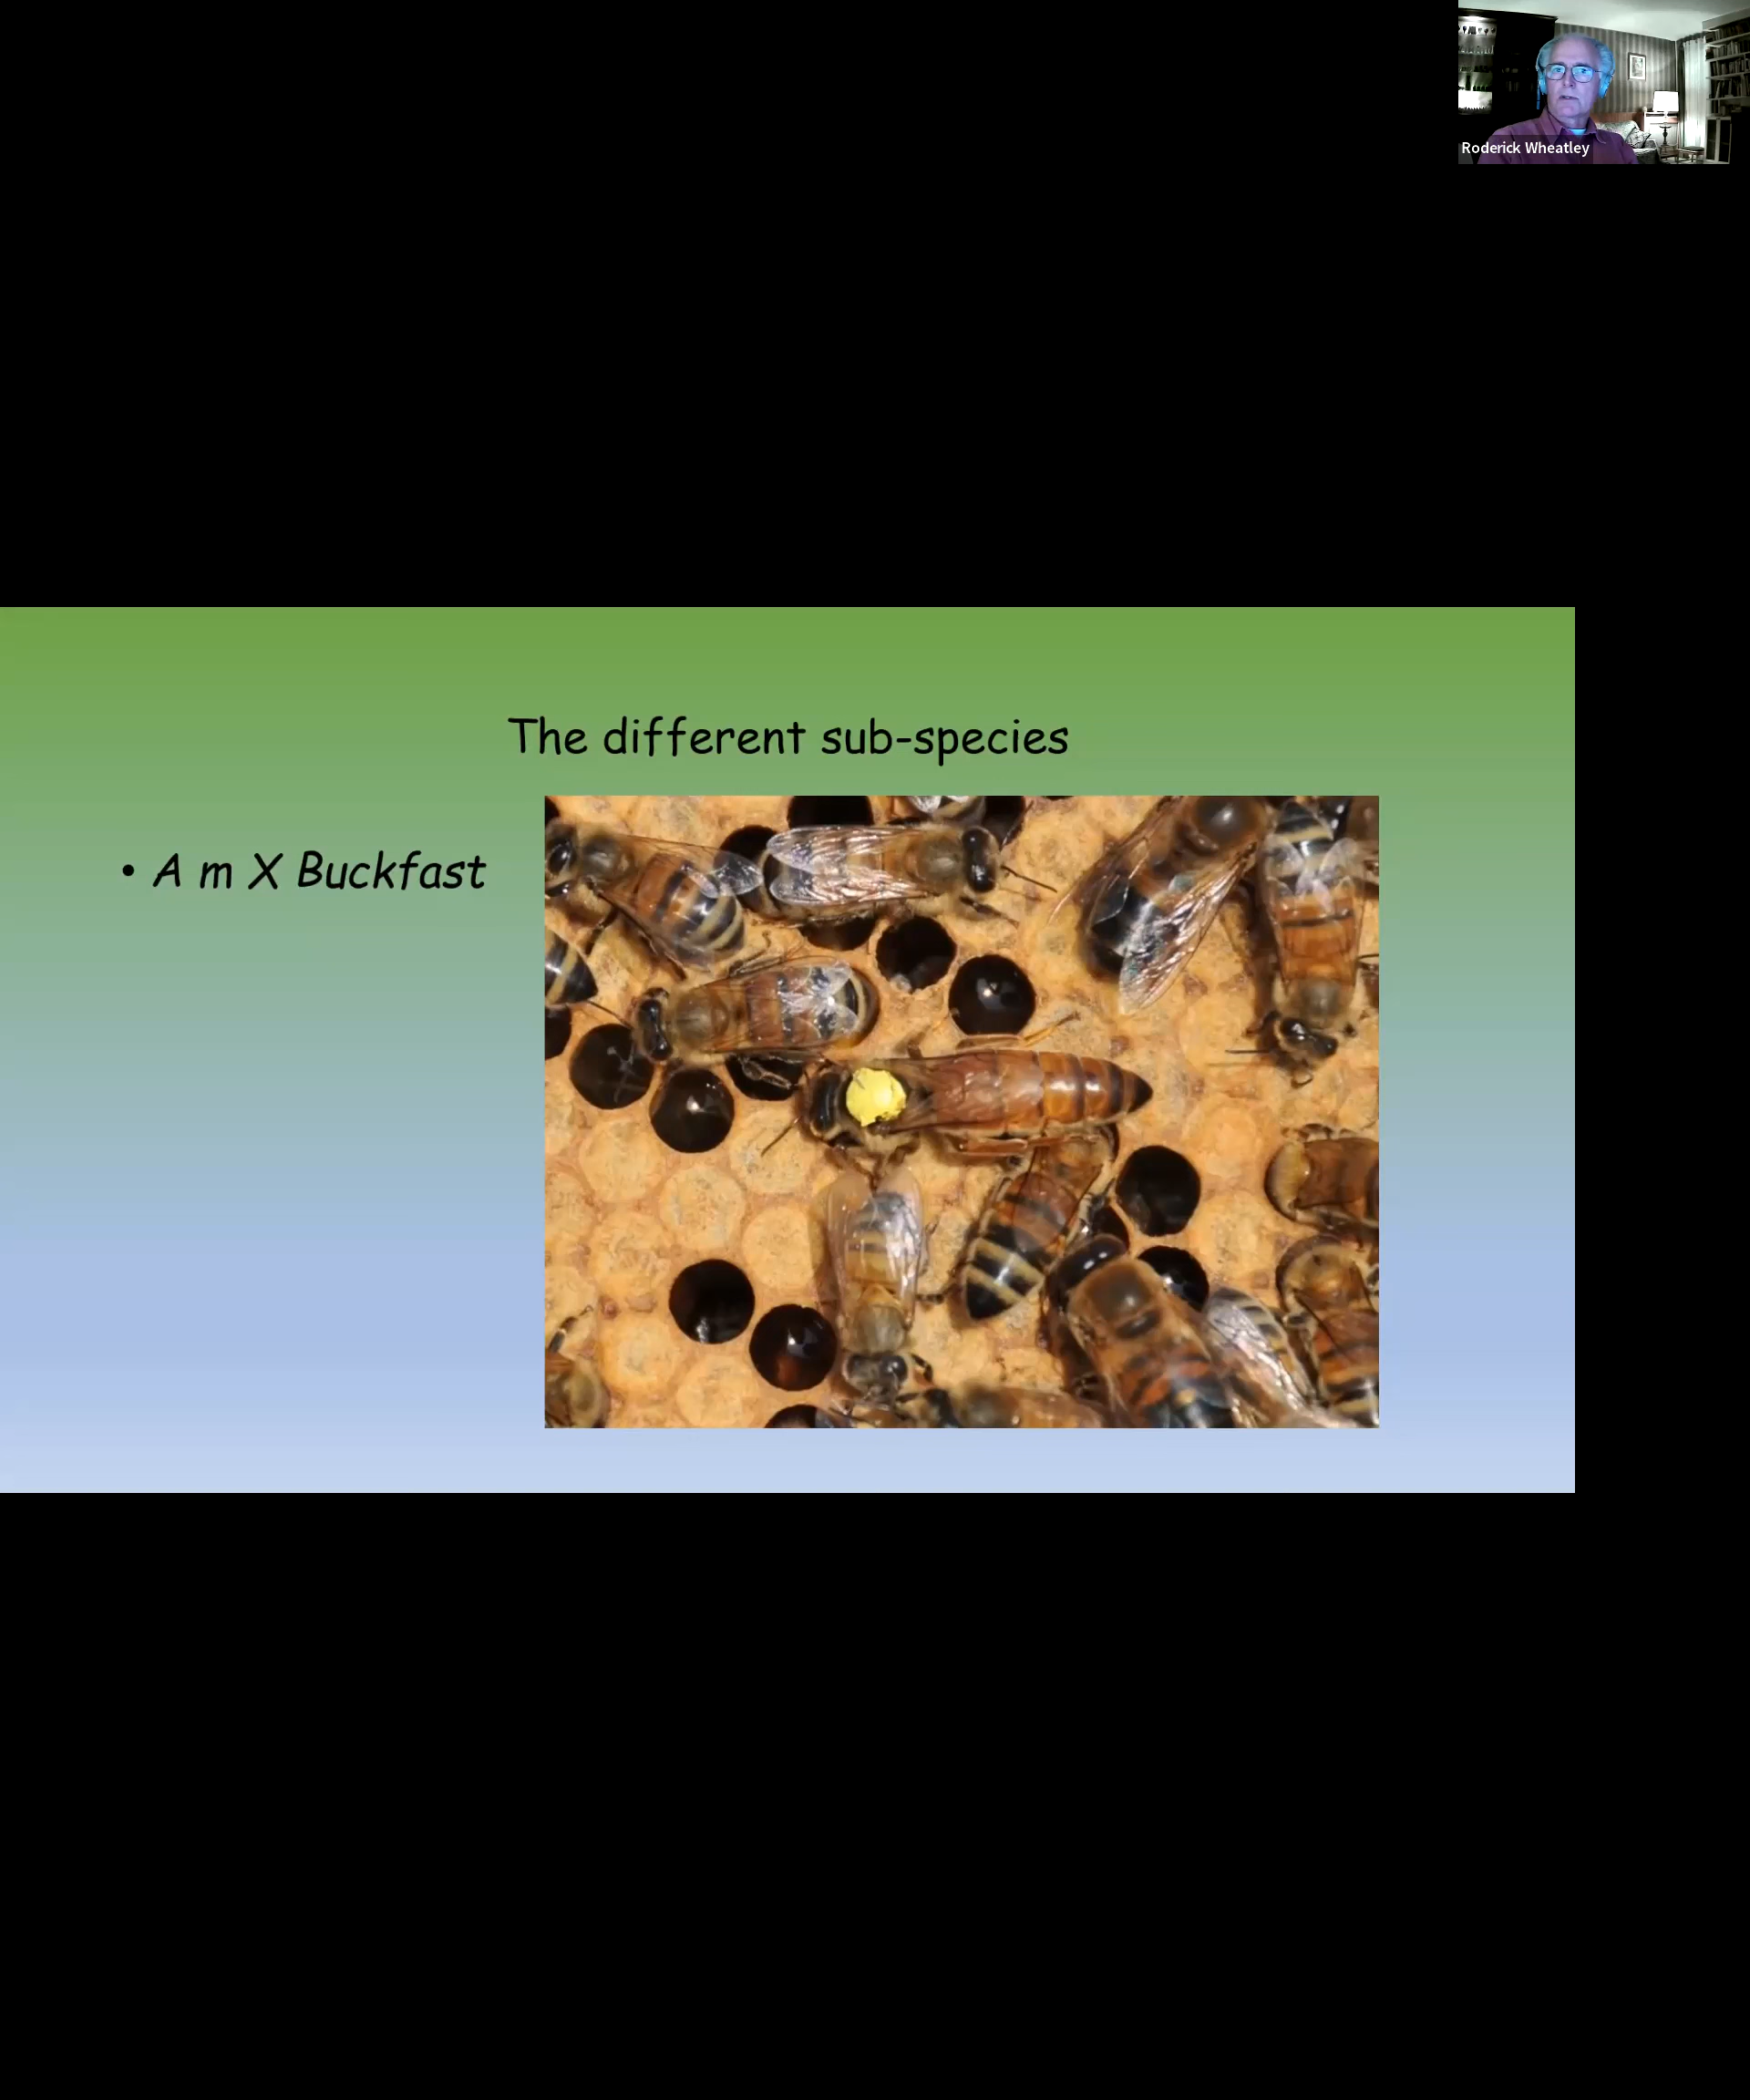 Roderick Wheatley
The different sub-species
• A m X Buckfast